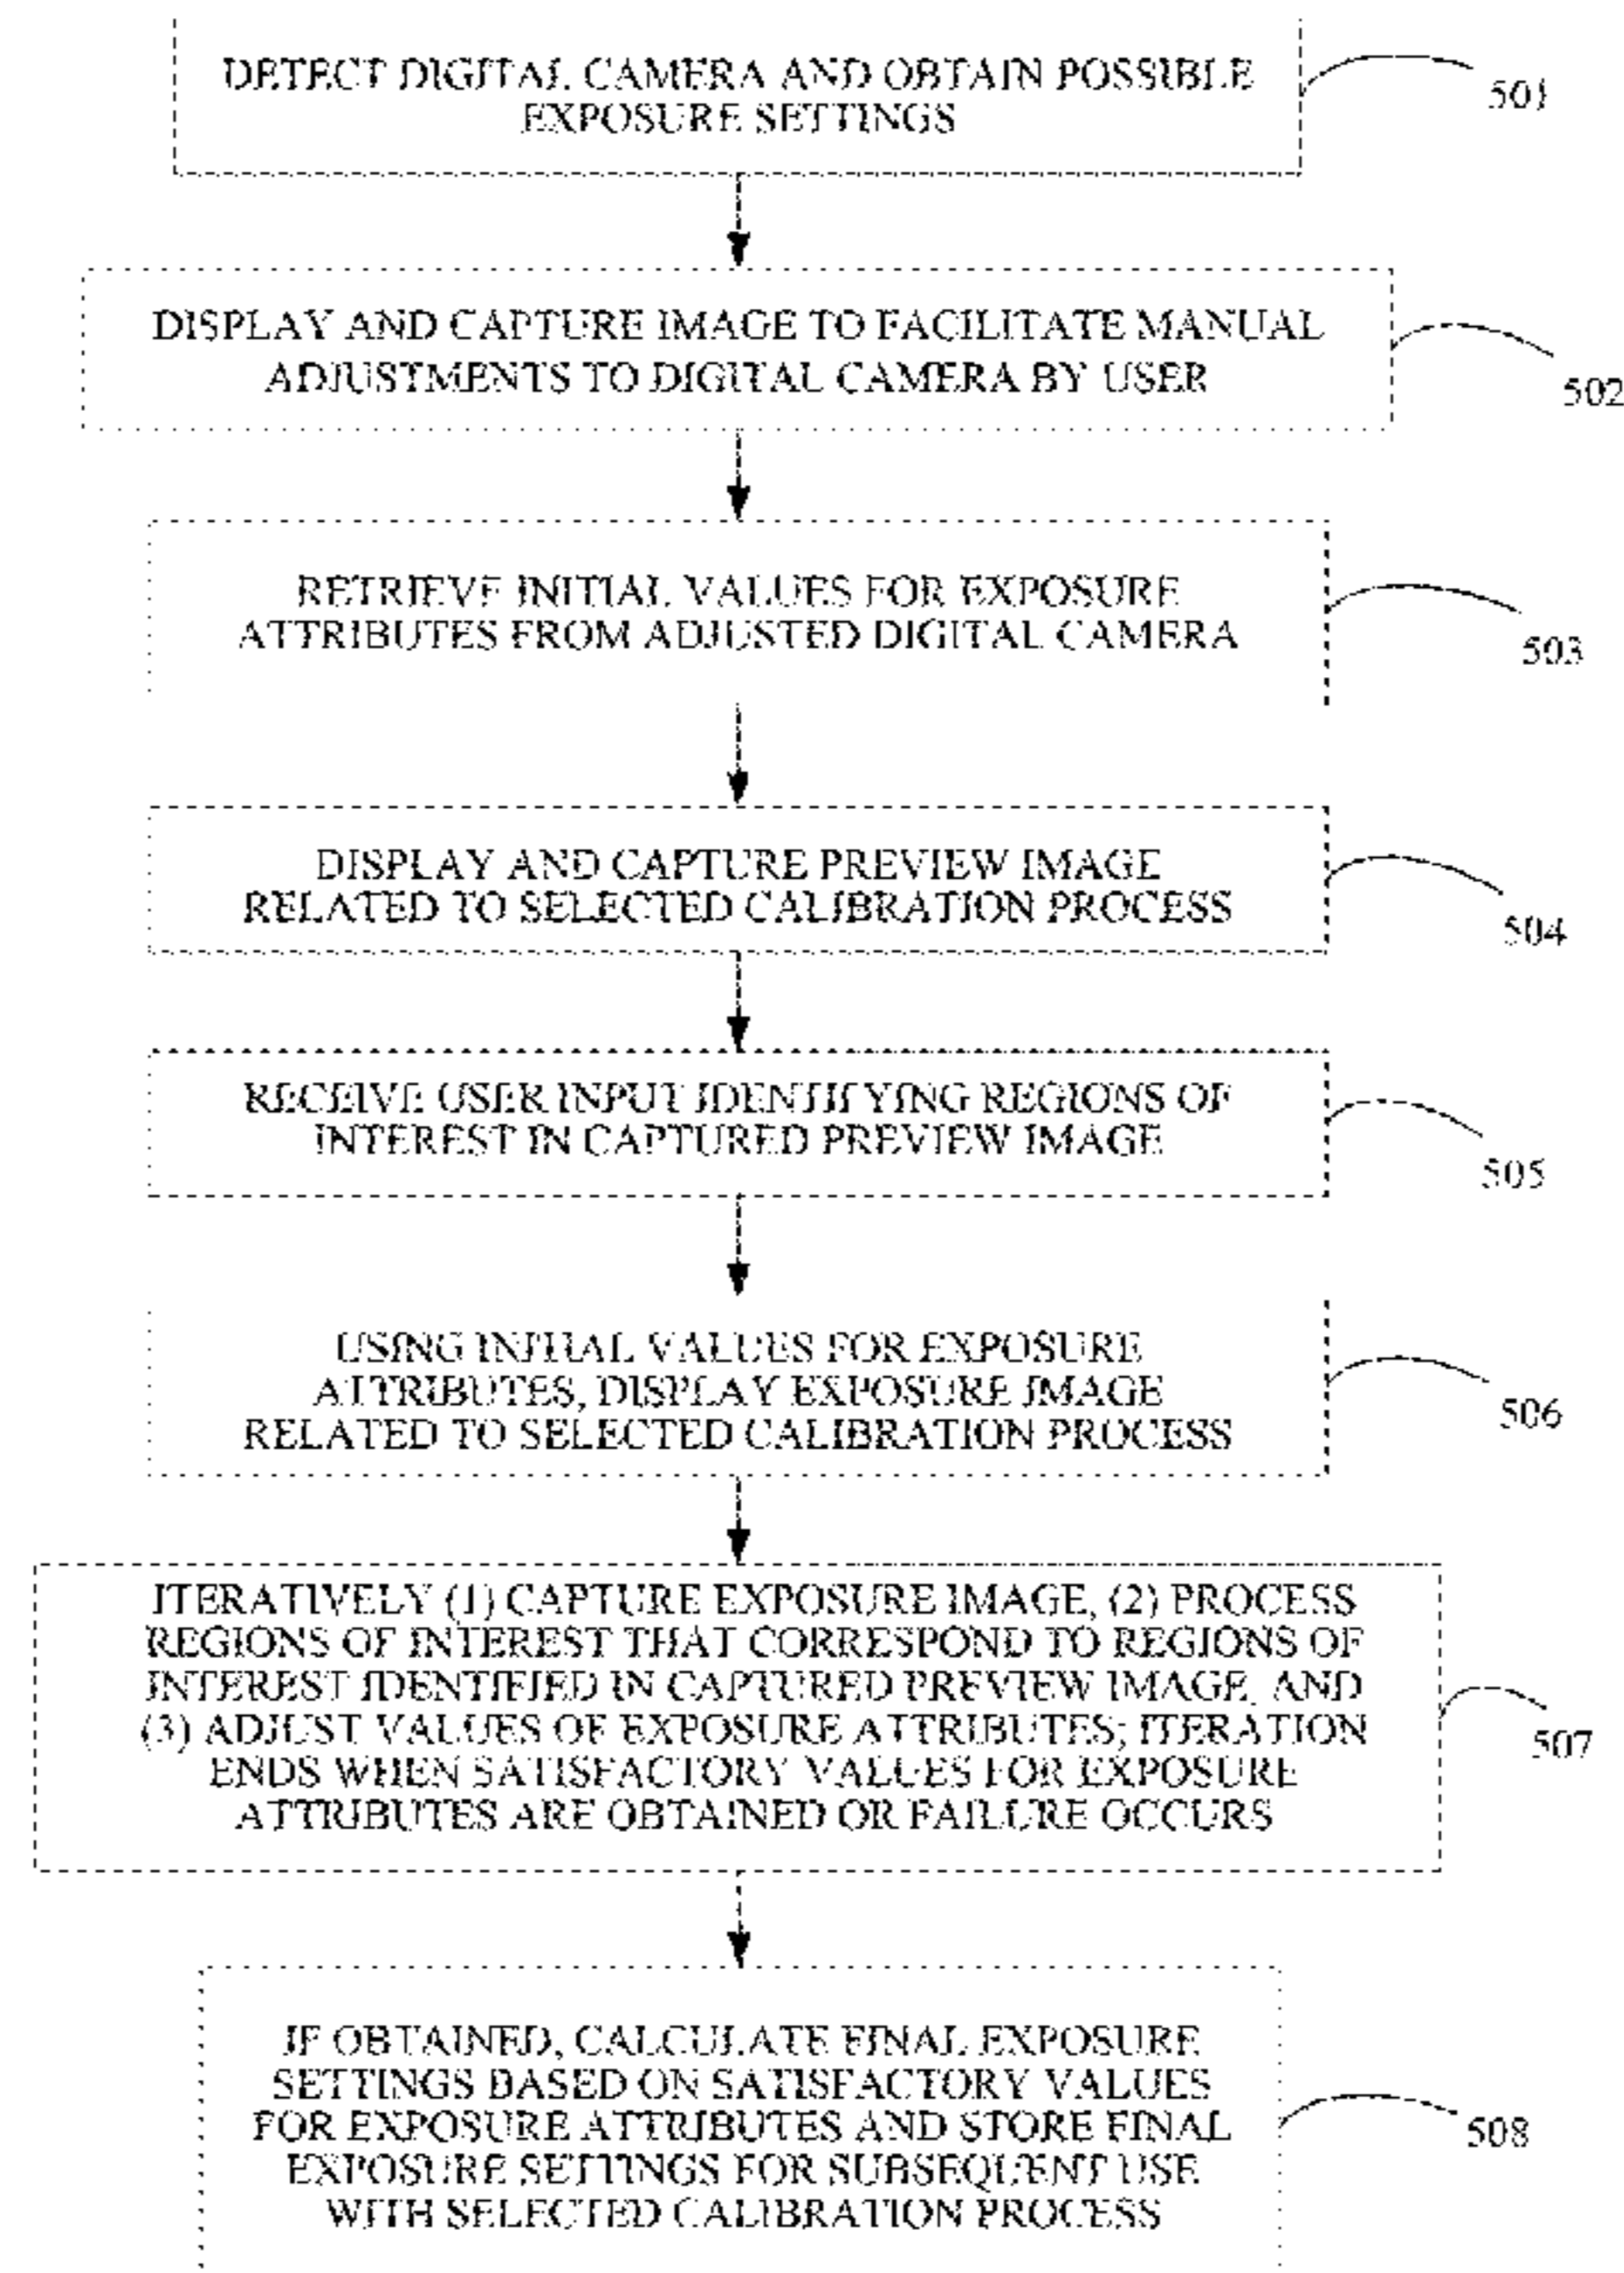 DETECT DIGITAL CAMERA AND OBTAIN POSSIBLE
EXPOSURE SETTINGS
501
DISPLAY AND CAPTURE IMAGE TO FACILITATE MANUAL
ADJUSTMENTS TO DIGITAL CAMERA BY USER
502
RETRIEVE INITIAL VALUES FOR EXPOSURE
ATTRIBUTES FROM ADJUSTED DIGITAL CAMERA
503
DISPLAY AND CAPTURE PREVIEW IMAGE
RELATED TO SELECTED CALIBRATION PROCESS
504
RECEIVE USER INPUT IDENTIFYING REGIONS OF
INTEREST IN CAPTURED PREVIEW IMAGE
505
USING INITIAL VALUES FOR EXPOSURE
ATTRIBUTES, DISPLAY EXPOSURE IMAGE
RELATED TO SELECTED CALIBRATION PROCESS
506
ITERATIVELY (1) CAPTURE EXPOSURE IMAGE, (2) PROCESS
REGIONS OF INTEREST THAT CORRESPOND TO REGIONS OF
INTEREST IDENTIFIED IN CAPTURED PREVIEW IMAGE, AND
(3) ADJUST VALUES OF EXPOSURE ATTRIBUTES; ITERATION
ENDS WHEN SATISFACTORY VALUES FOR EXPOSURE
ATTRIBUTES ARE OBTAINED OR FAILURE OCCURS
507
IF OBTAINED, CALCULATE FINAL EXPOSURE
SETTINGS BASED ON SATISFACTORY VALUES
FOR EXPOSURE ATTRIBUTES AND STORE FINAL
EXPOSURE SETTINGS FOR SUBSEQUENT USE
WITH SELECTED CALIBRATION PROCESS
508